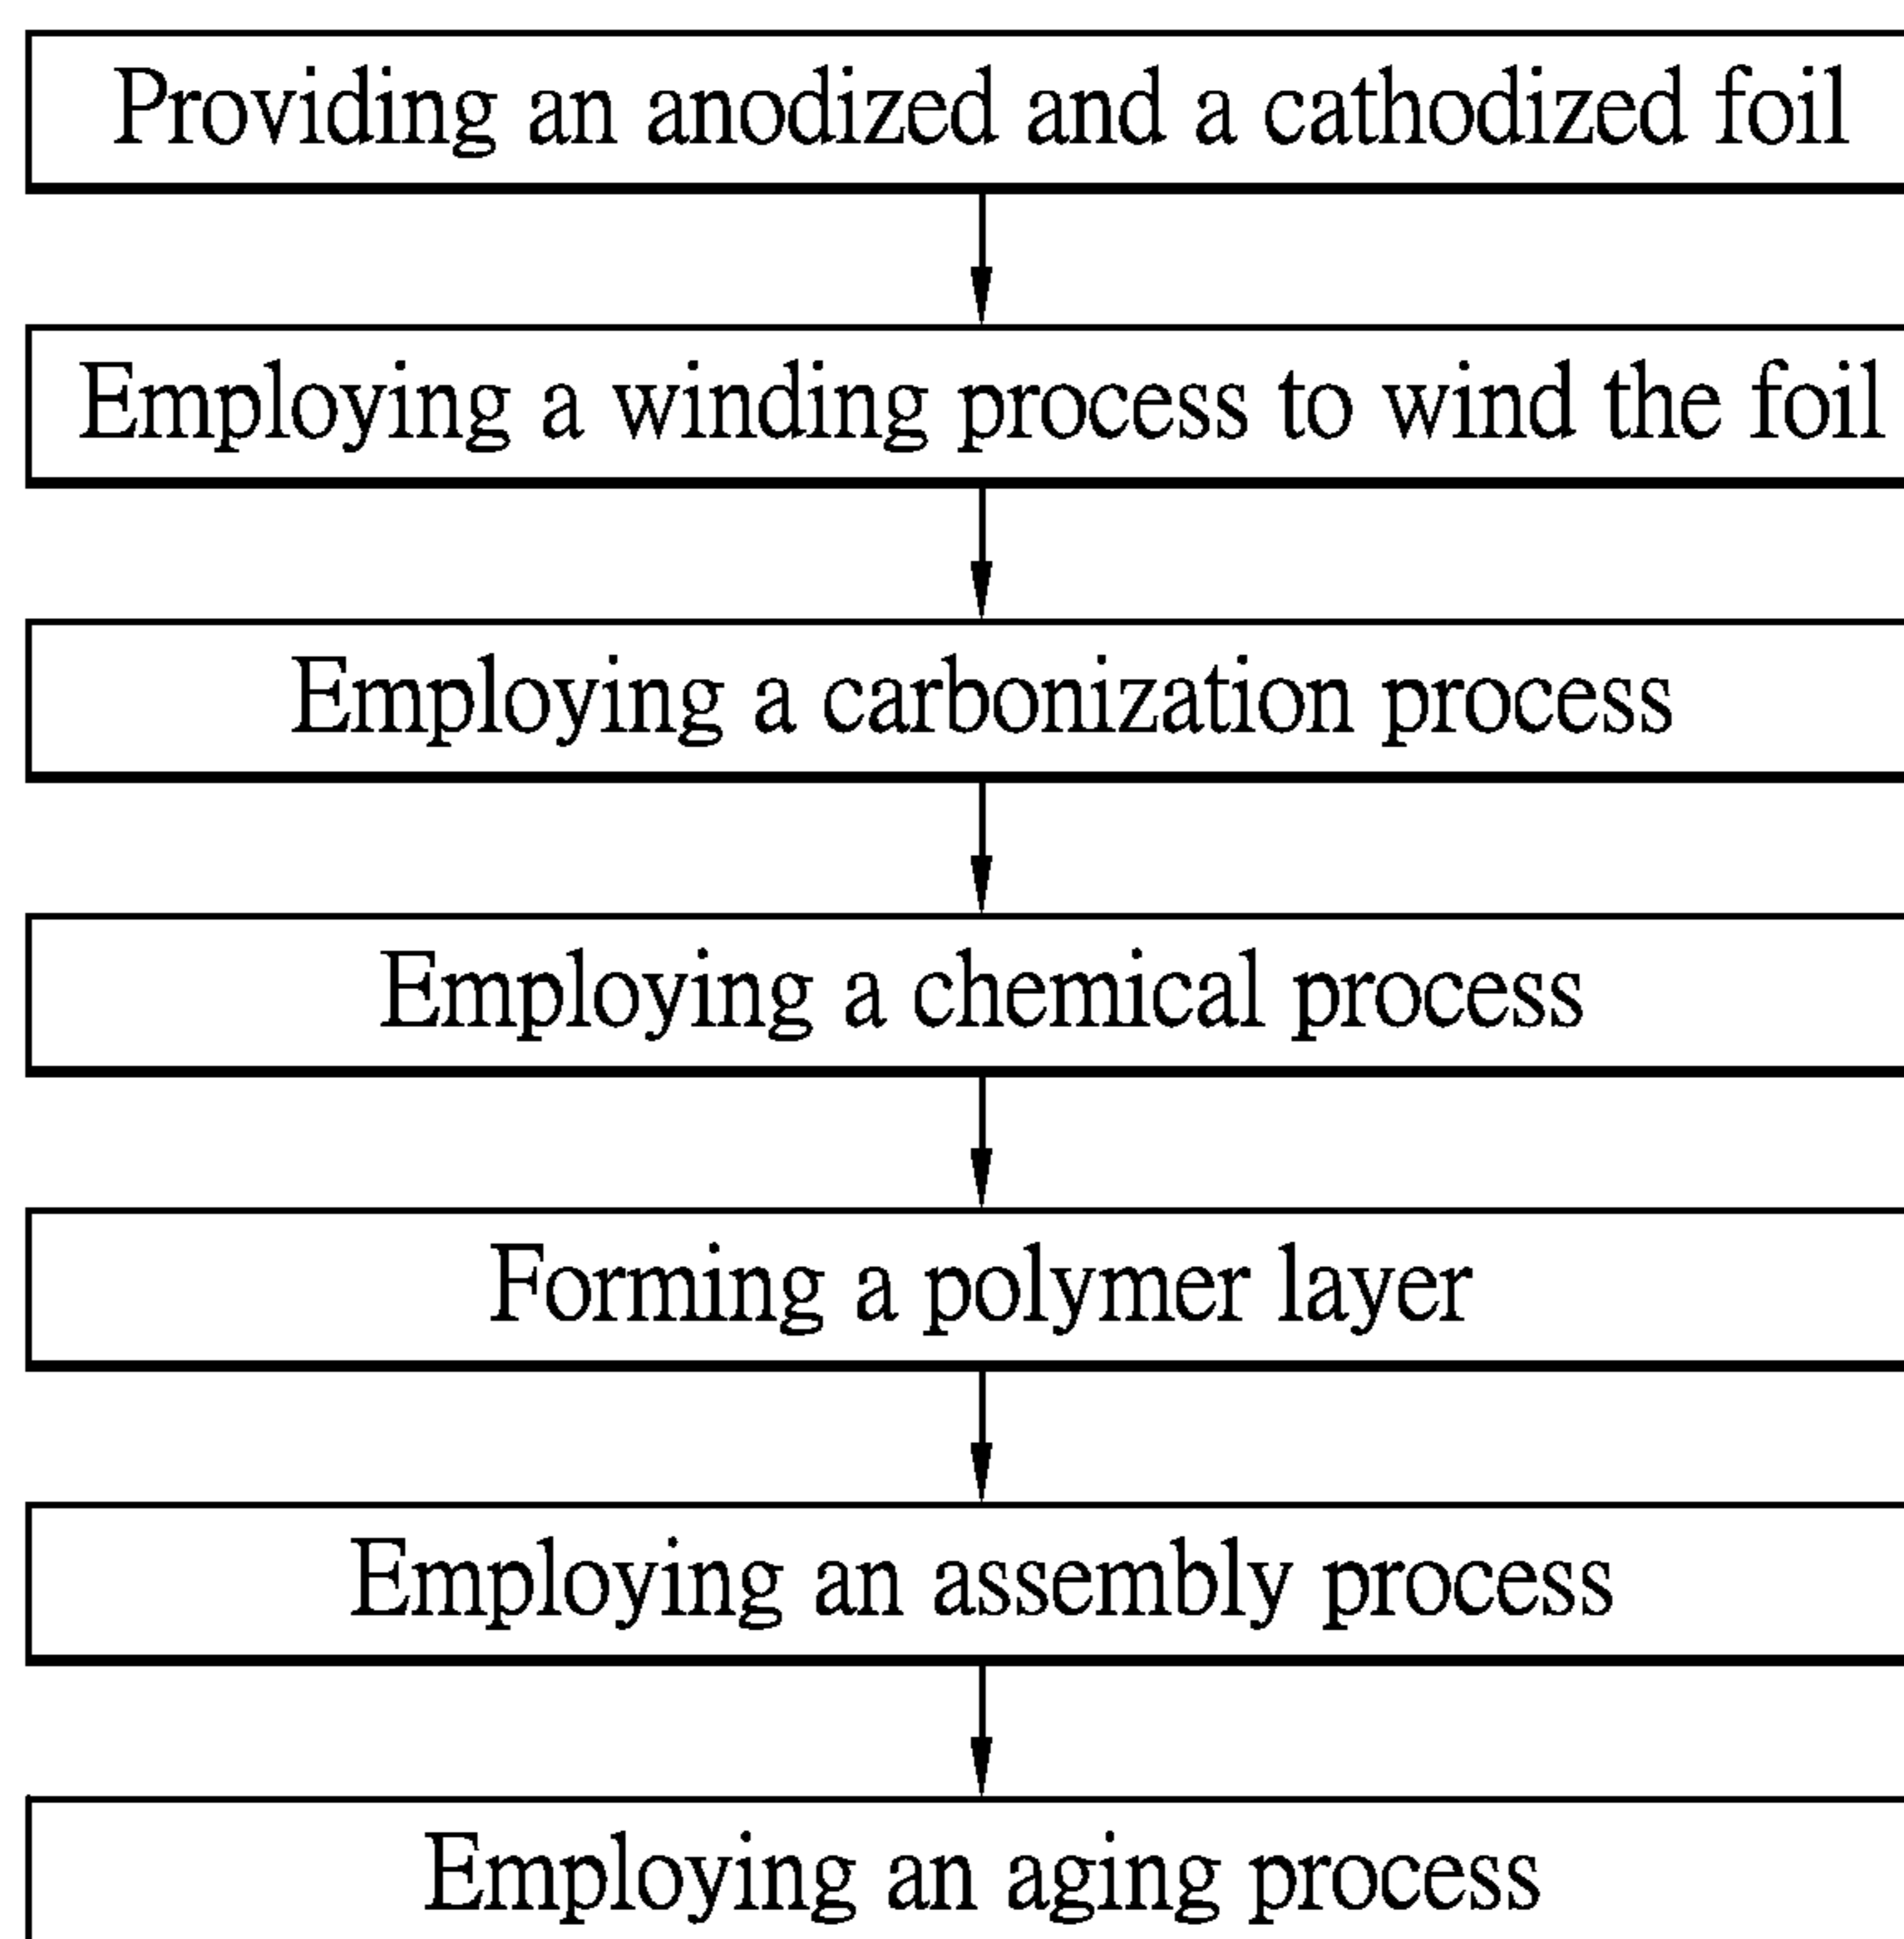 Providing an anodized and a cathodized foil
Employing a winding process to wind the foil
Employing a carbonization process
Employing a chemical process
Forming a polymer layer
Employing an assembly process
Employing an aging process